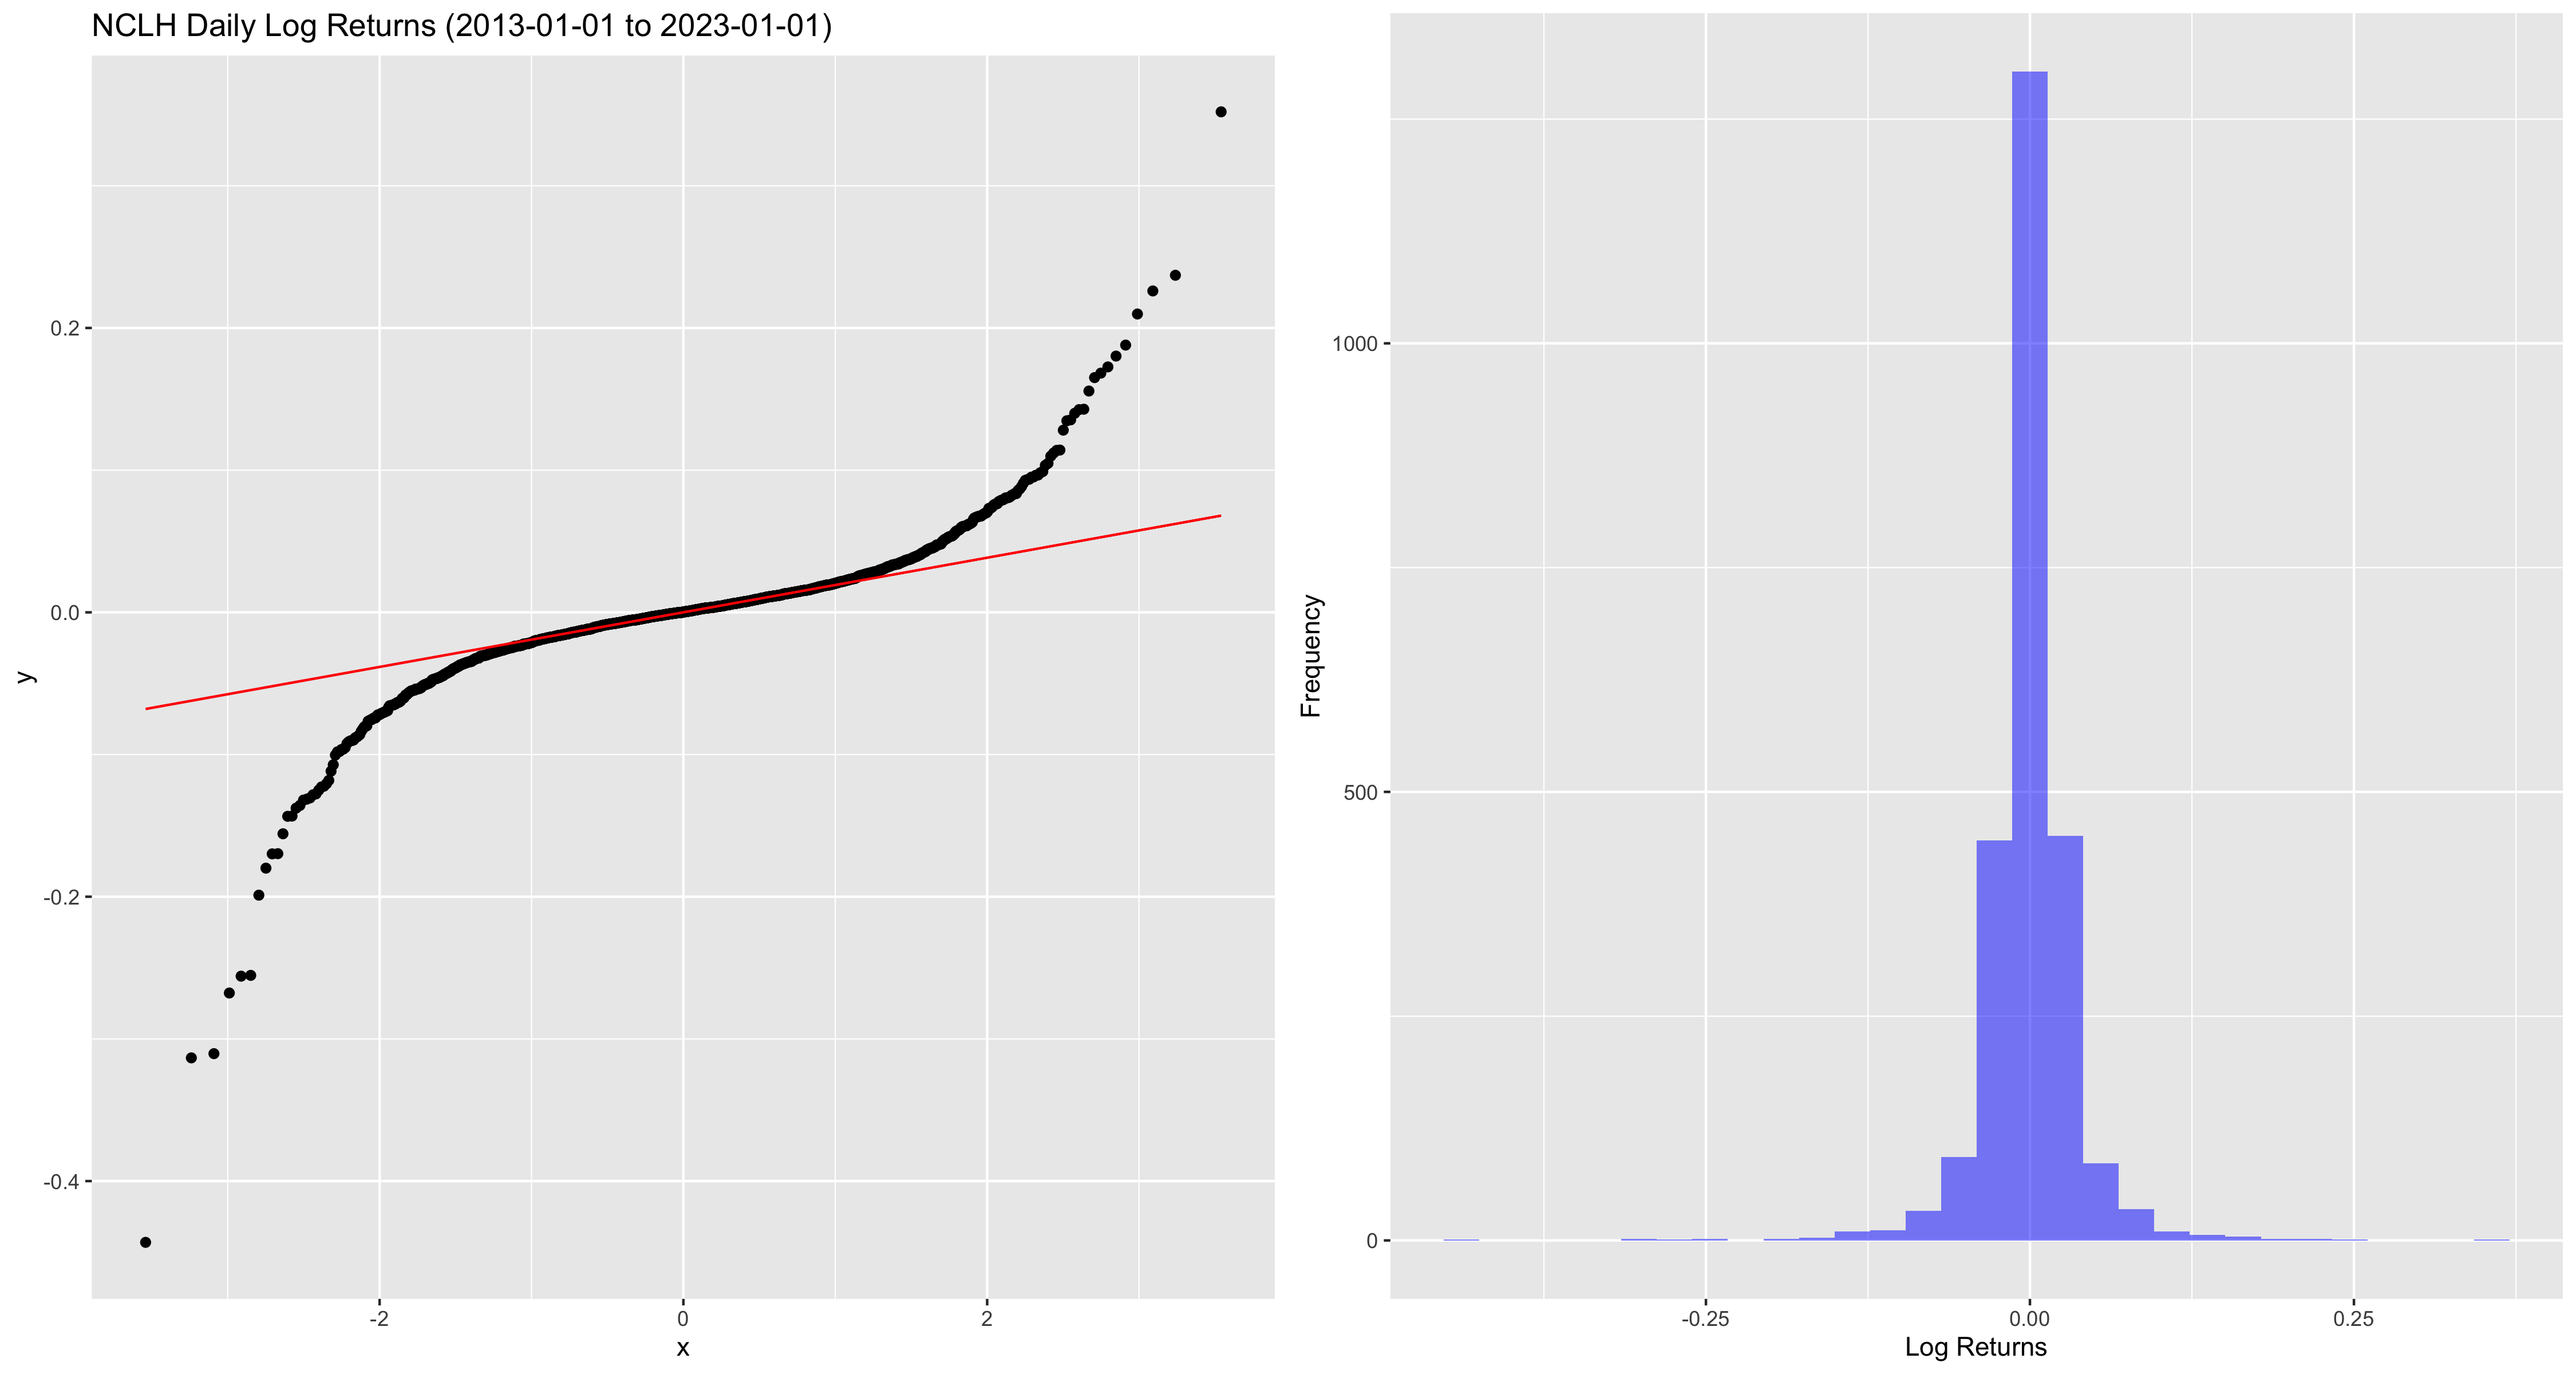 NCLH Daily Log Returns (2013-01-01 to 2023-01-01)
0.2
0.0
-0.2
-0.4
y
-2
0
2
x
1000
500
0
Frequency
-0.25
0.00
0.25
Log Returns